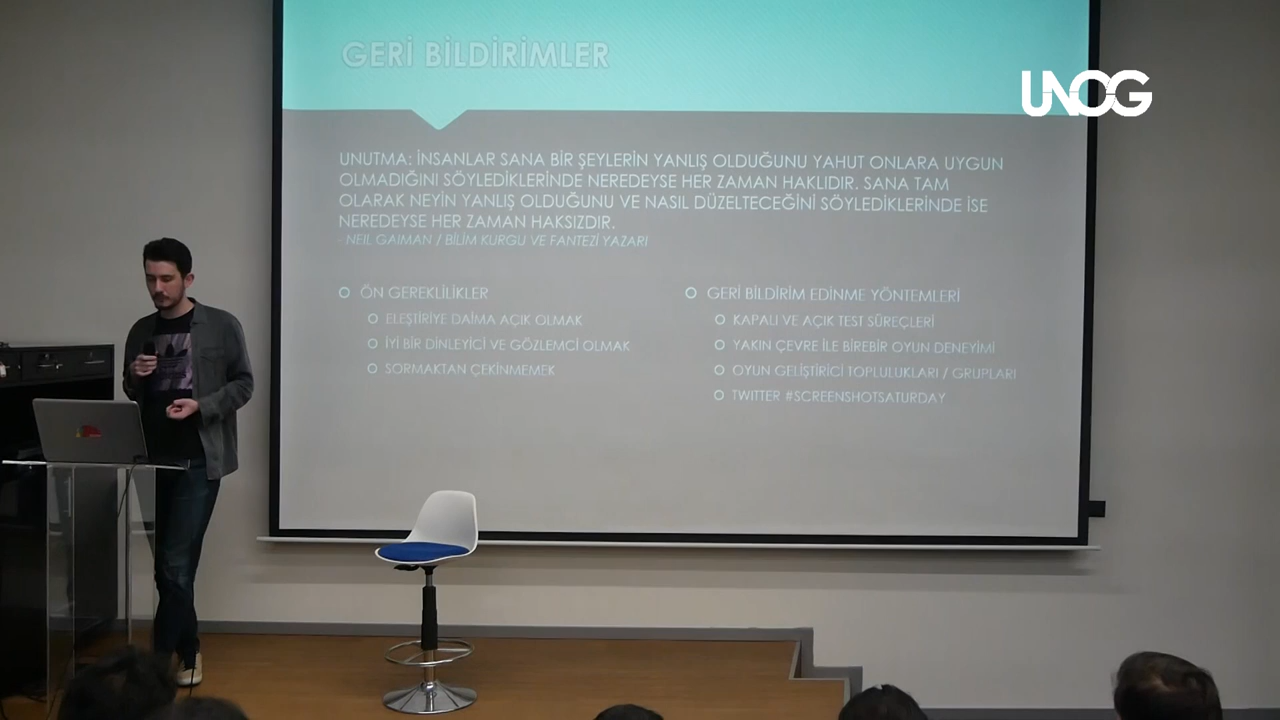 GERİ BİLDİRİMLER
UNOG
UNUTMA: İNSANLAR SANA BİR ŞEYLERİN YANLIŞ OLDUĞUNU YAHUT ONLARA UYGUN
OLMADIĞINI SÖYLEDİKLERİNDE NEREDEYSE HER ZAMAN HAKLIDIR. SANA TAM
OLARAK NEYİN YANLIŞ OLDUĞUNU VE NASIL DÜZELTECEĞİNİ SÖYLEDİKLERİNDE İSE
NEREDEYSE HER ZAMAN HAKSIZDIR.
- NEIL GAIMAN / BİLİM KURGU VE FANTEZİ YAZARI
ÖN GEREKLİLİKLER
ELEŞTİRİYE DAİMA AÇIK OLMAK
İYİ BİR DİNLEYİCİ VE GÖZLEMCİ OLMAK
SORMAKTAN ÇEKİNMEMEK
GERİ BİLDİRİM EDİNME YÖNTEMLERİ
KAPALI VE AÇIK TEST SÜREÇLERİ
YAKIN ÇEVRE İLE BİREBİR OYUN DENEYİMİ
OYUN GELİŞTİRİCİ TOPLULUKLARI / GRUPLARI
TWITTER #SCREENSHOTSATURDAY